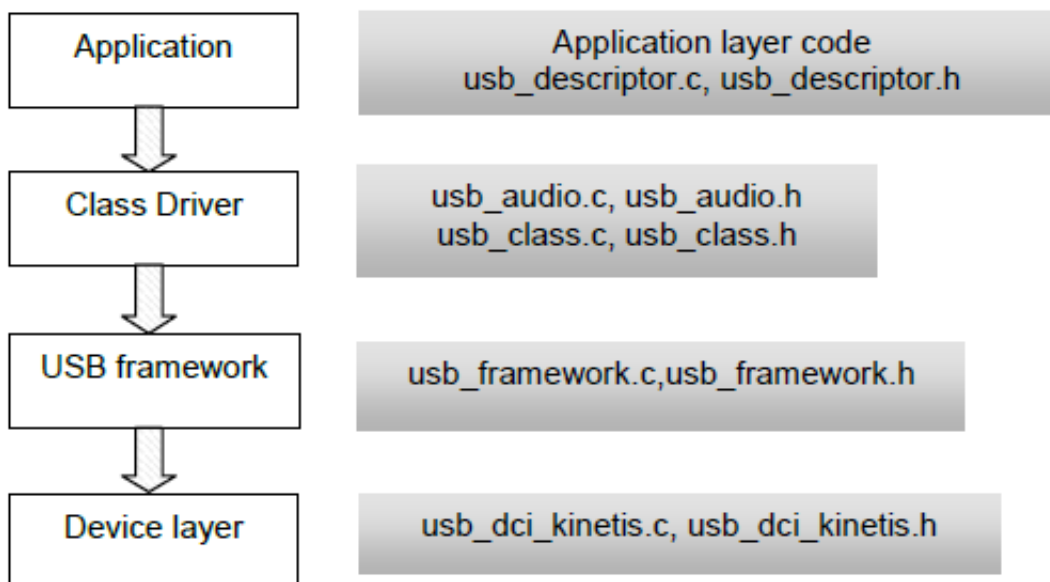 Application
Application layer code
usb_descriptor.c, usb_descriptor.h
Class Driver
usb_audio.c, usb_audio.h
usb_class.c, usb_class.h
USB framework
usb_framework.c,usb_framework.h
Device layer
usb_dci_kinetis.c, usb_dci_kinetis.h